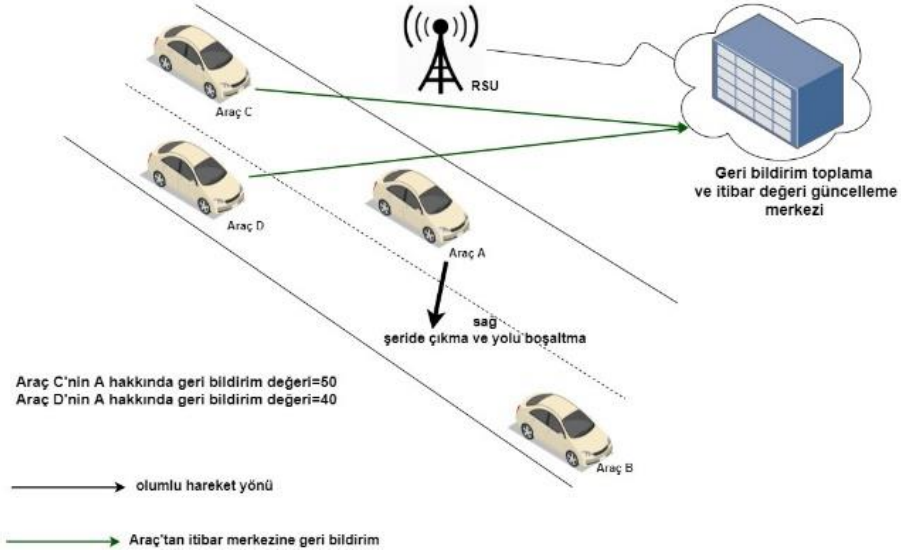 RSU
Araç C
Geri bildirim toplama
ve itibar değeri güncelleme
merkezi
Araç D
Araç A
sağ
şeride çıkma ve yolu boşaltma
Araç C'nin A hakkında geri bildirim değeri=50
Araç D'nin A hakkında geri bildirim değeri=40
Araç B
olumlu hareket yönü
Araç'tan itibar merkezine geri bildirim